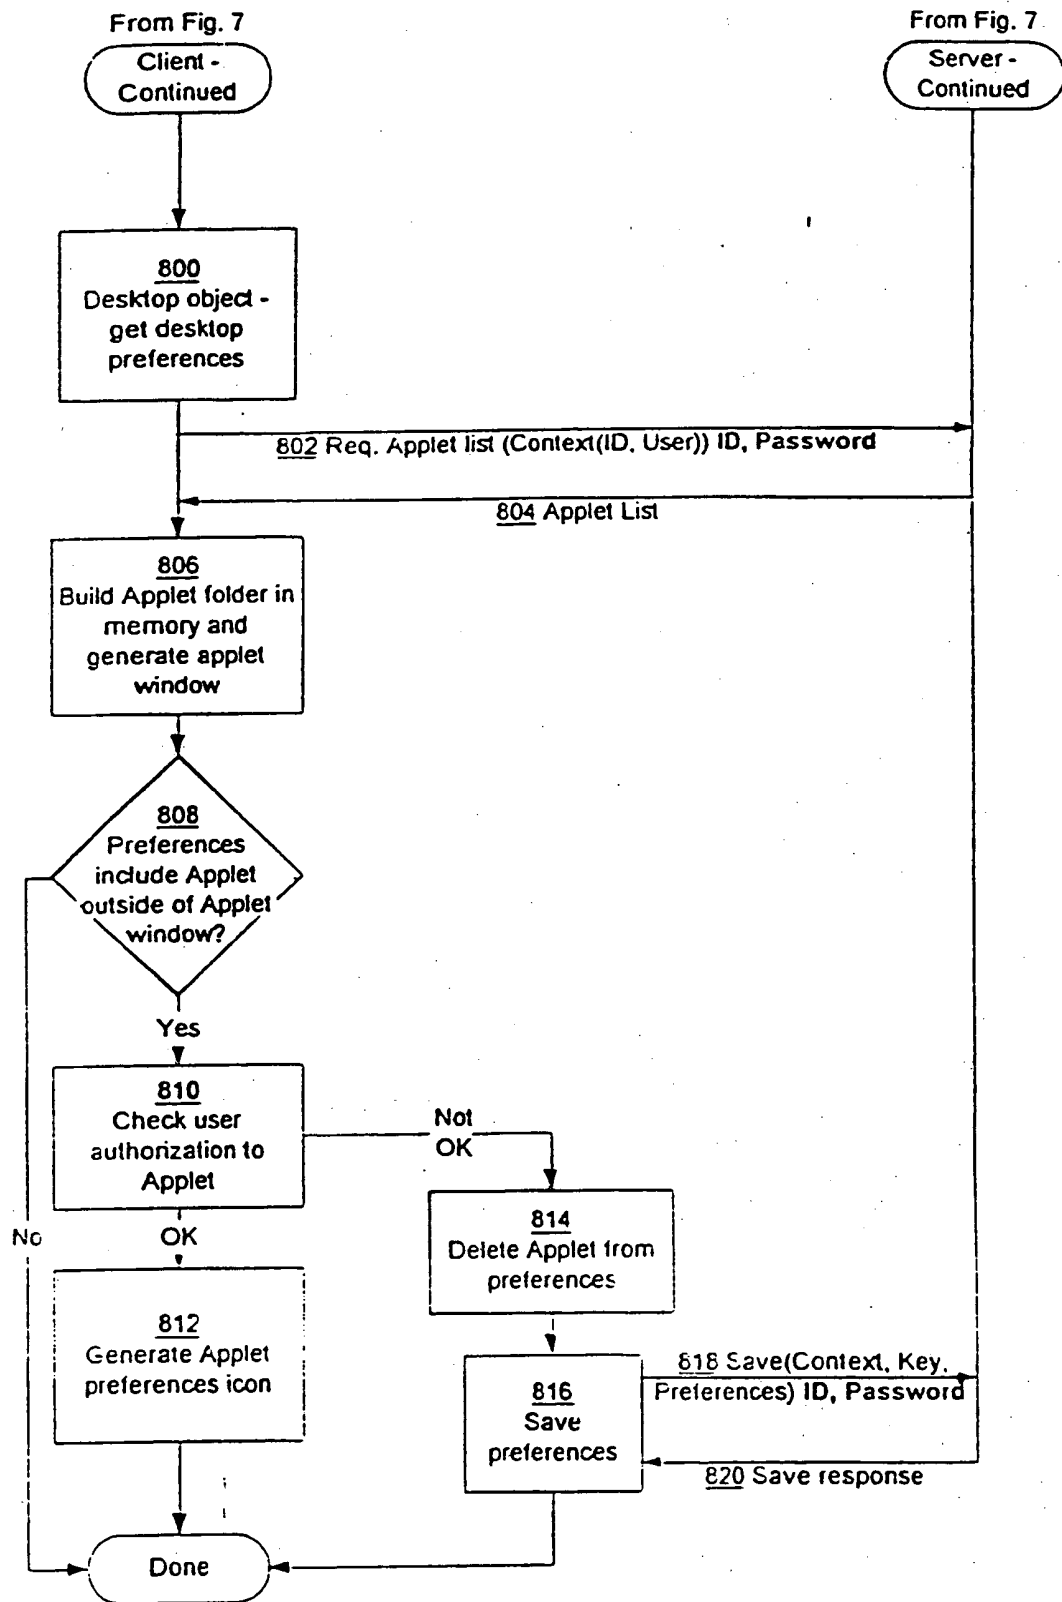 From Fig. 7
Client -
Continued
From Fig. 7
Server -
Continued
800
Desktop object -
get desktop
preferences
802 Req. Applet list (Context(ID, User)) ID, Password
804 Applet List
806
Build Applet folder in
memory and
generate applet
window
808
Preferences
include Applet
outside of Applet
window?
Yes
810
Check user
authorization to
Applet
Not
OK
No
OK
814
Delete Applet from
preferences
812
Generate Applet
preferences icon
816
Save
preferences
818 Save(Context, Key,
Preferences) ID, Password
820 Save response
Done